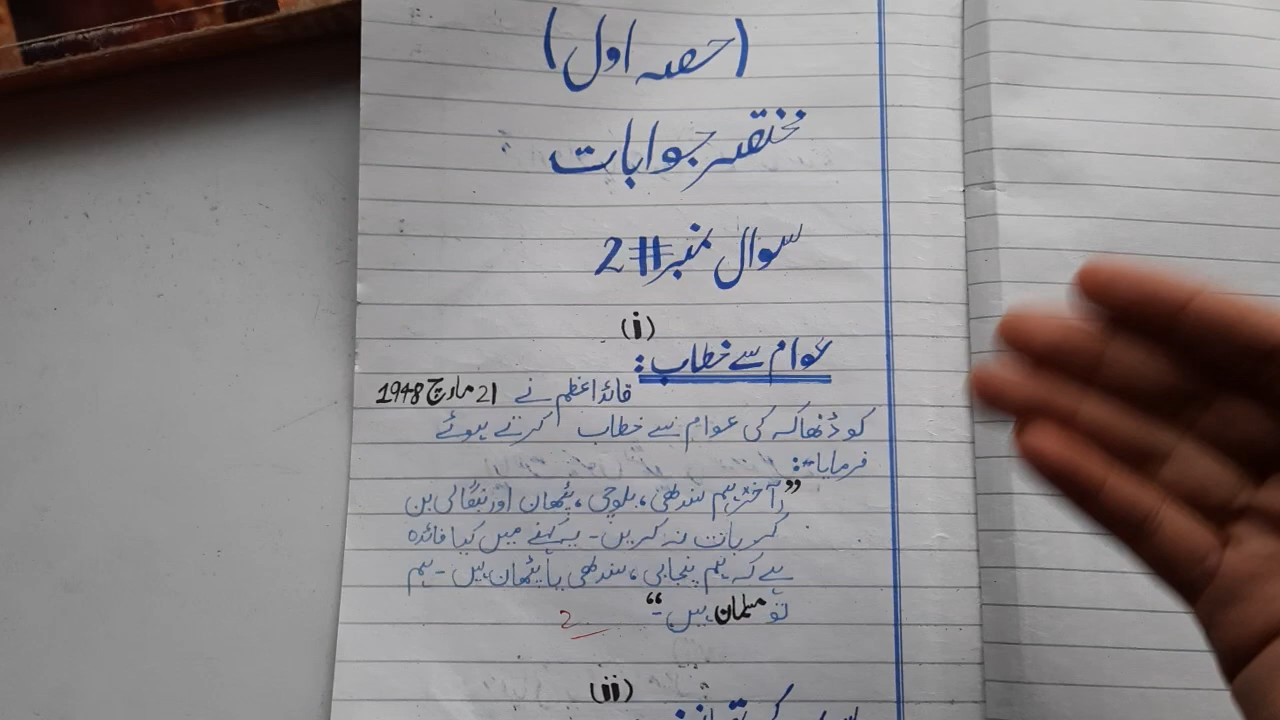 (حصہ اول)
مختصر جوابات
سوال نمبر #2
(i)
عوام سے خطاب:
قائداعظم نے 21 مارچ 1948
کو ڈھاکہ کی عوام سے خطاب کرتے ہوئے
فرمایا:
"آخر ہم سندھی، بلوچی، پٹھان اور بنگالی بن
کر بات نہ کریں۔ یہ کہنے میں کیا فائدہ
ہے کہ ہم پنجابی، سندھی یا پٹھان ہیں۔ ہم
تو مسلمان ہیں۔"
2
(ii)